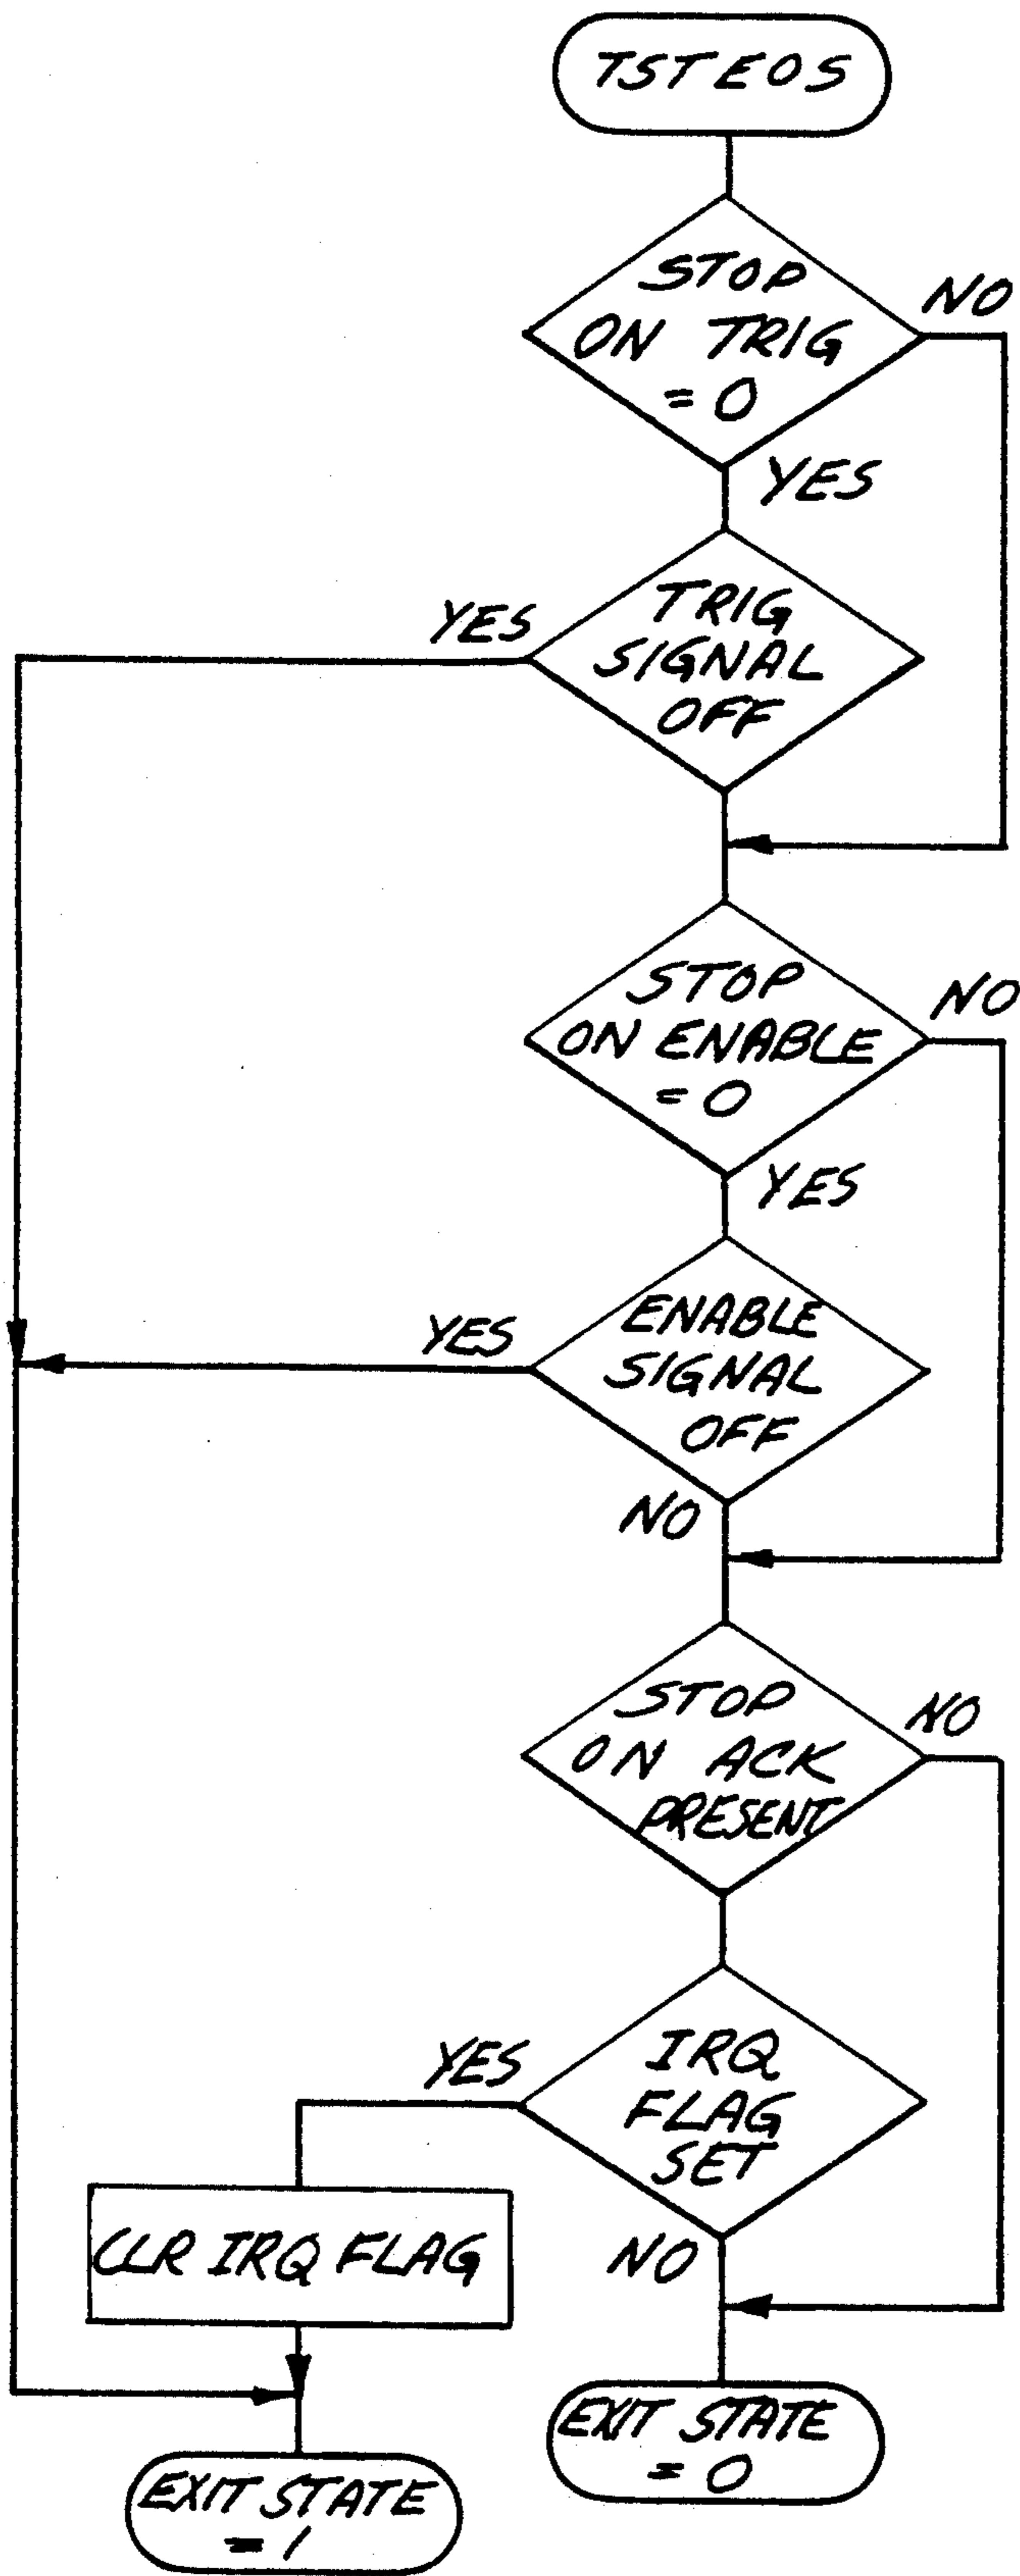 TSTEOS
STOP
ON TRIG
= 0
NO
YES
TRIG
SIGNAL
OFF
YES
STOP
ON ENABLE
= 0
NO
YES
ENABLE
SIGNAL
OFF
YES
NO
STOP
ON ACK
PRESENT
NO
IRQ
FLAG
SET
YES
NO
CLR IRQ FLAG
EXIT STATE
= 0
EXIT STATE
= 1